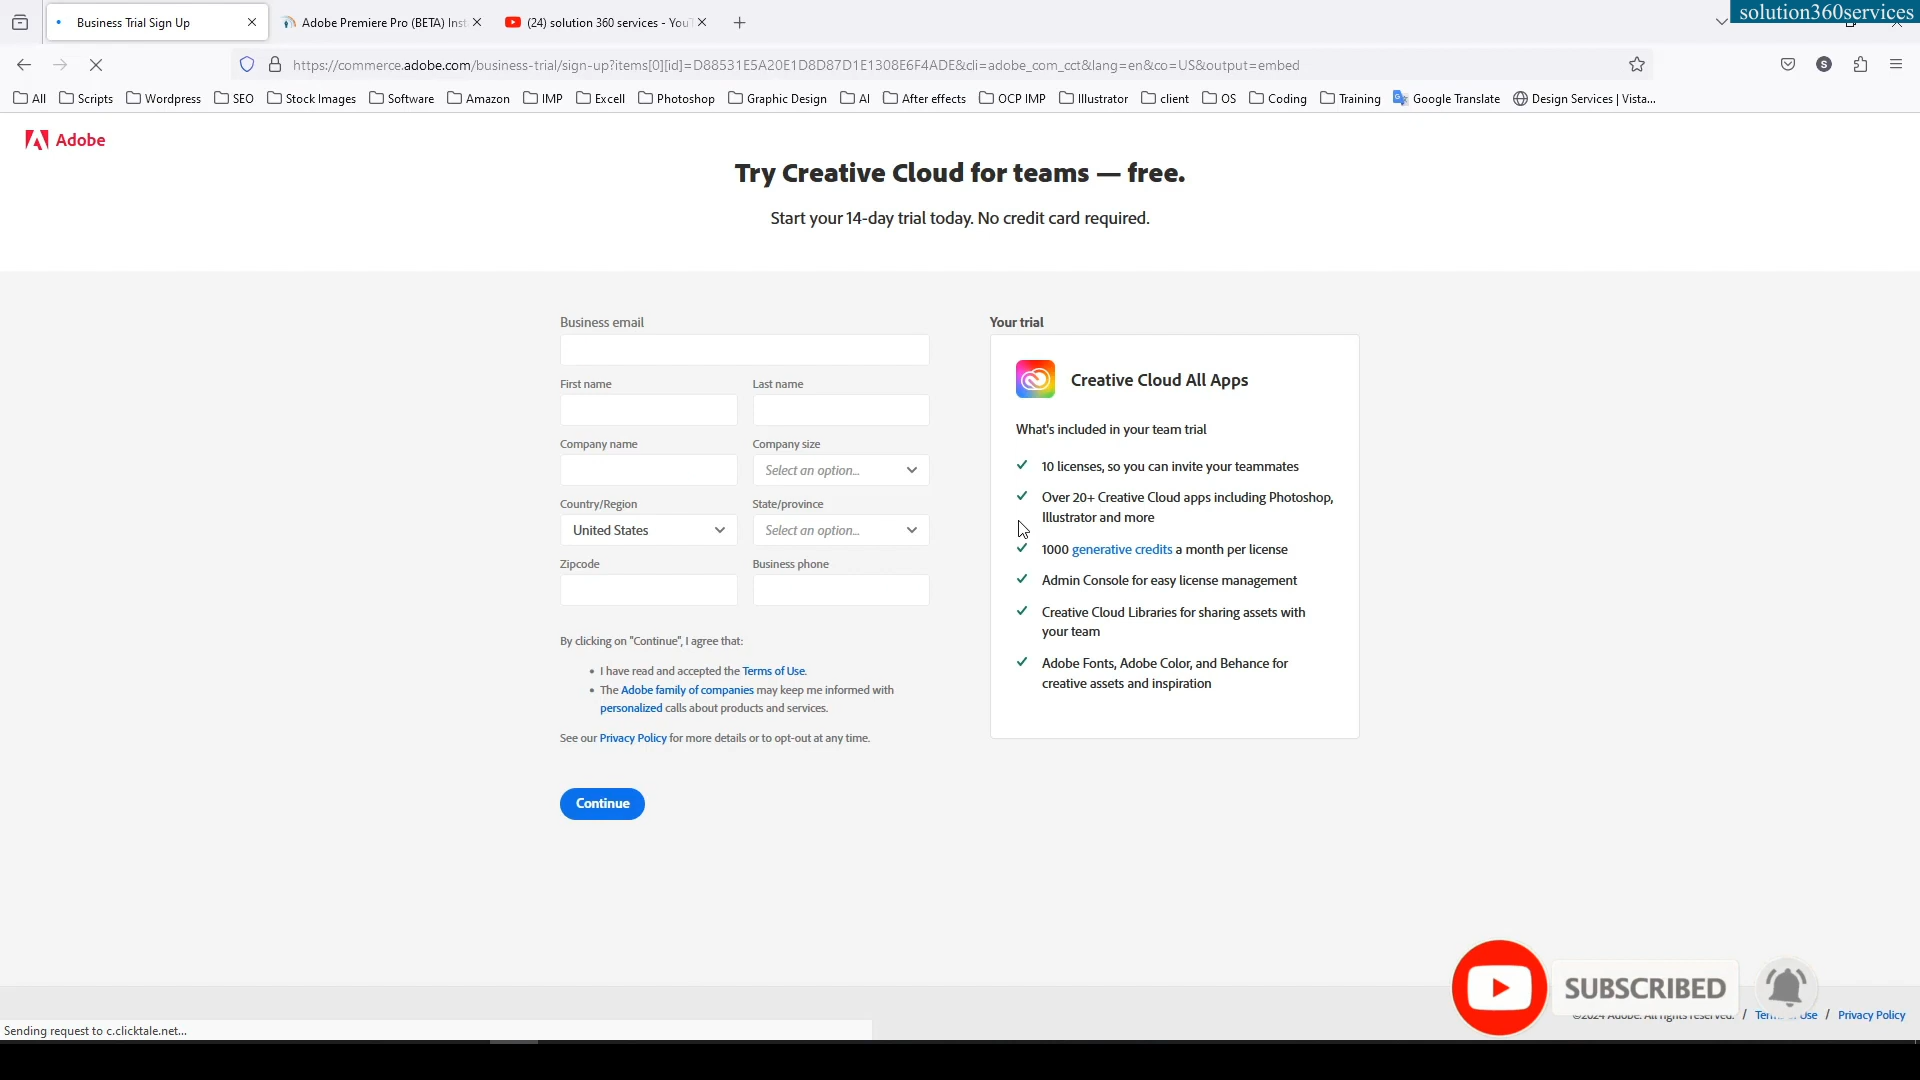 Business Trial Sign Up
Adobe Premiere Pro (BETA) Inst
(24) solution 360 services - YouT
solution360services
https://commerce.adobe.com/business-trial/sign-up?items[0][id]=D88531E5A20E1D8D87D1E1308E6F4ADE&cli=adobe_com_cct&lang=en&co=US&output=embed
S
All Scripts Wordpress SEO Stock Images Software Amazon IMP Excell Photoshop Graphic Design AI After effects OCP IMP Illustrator client OS Coding Training Google Translate Design Services | Vista...
Adobe
Try Creative Cloud for teams — free.
Start your 14-day trial today. No credit card required.
Business email
First name Last name
Company name Company size
Select an option...
Country/Region State/province
United States Select an option...
Zipcode Business phone
By clicking on "Continue", I agree that:
• I have read and accepted the Terms of Use.
• The Adobe family of companies may keep me informed with
personalized calls about products and services.
See our Privacy Policy for more details or to opt-out at any time.
Continue
Your trial
Creative Cloud All Apps
What's included in your team trial
10 licenses, so you can invite your teammates
Over 20+ Creative Cloud apps including Photoshop,
Illustrator and more
1000 generative credits a month per license
Admin Console for easy license management
Creative Cloud Libraries for sharing assets with
your team
Adobe Fonts, Adobe Color, and Behance for
creative assets and inspiration
SUBSCRIBED
©2024 Adobe. All rights reserved. / Use / Privacy Policy
Sending request to c.clicktale.net...